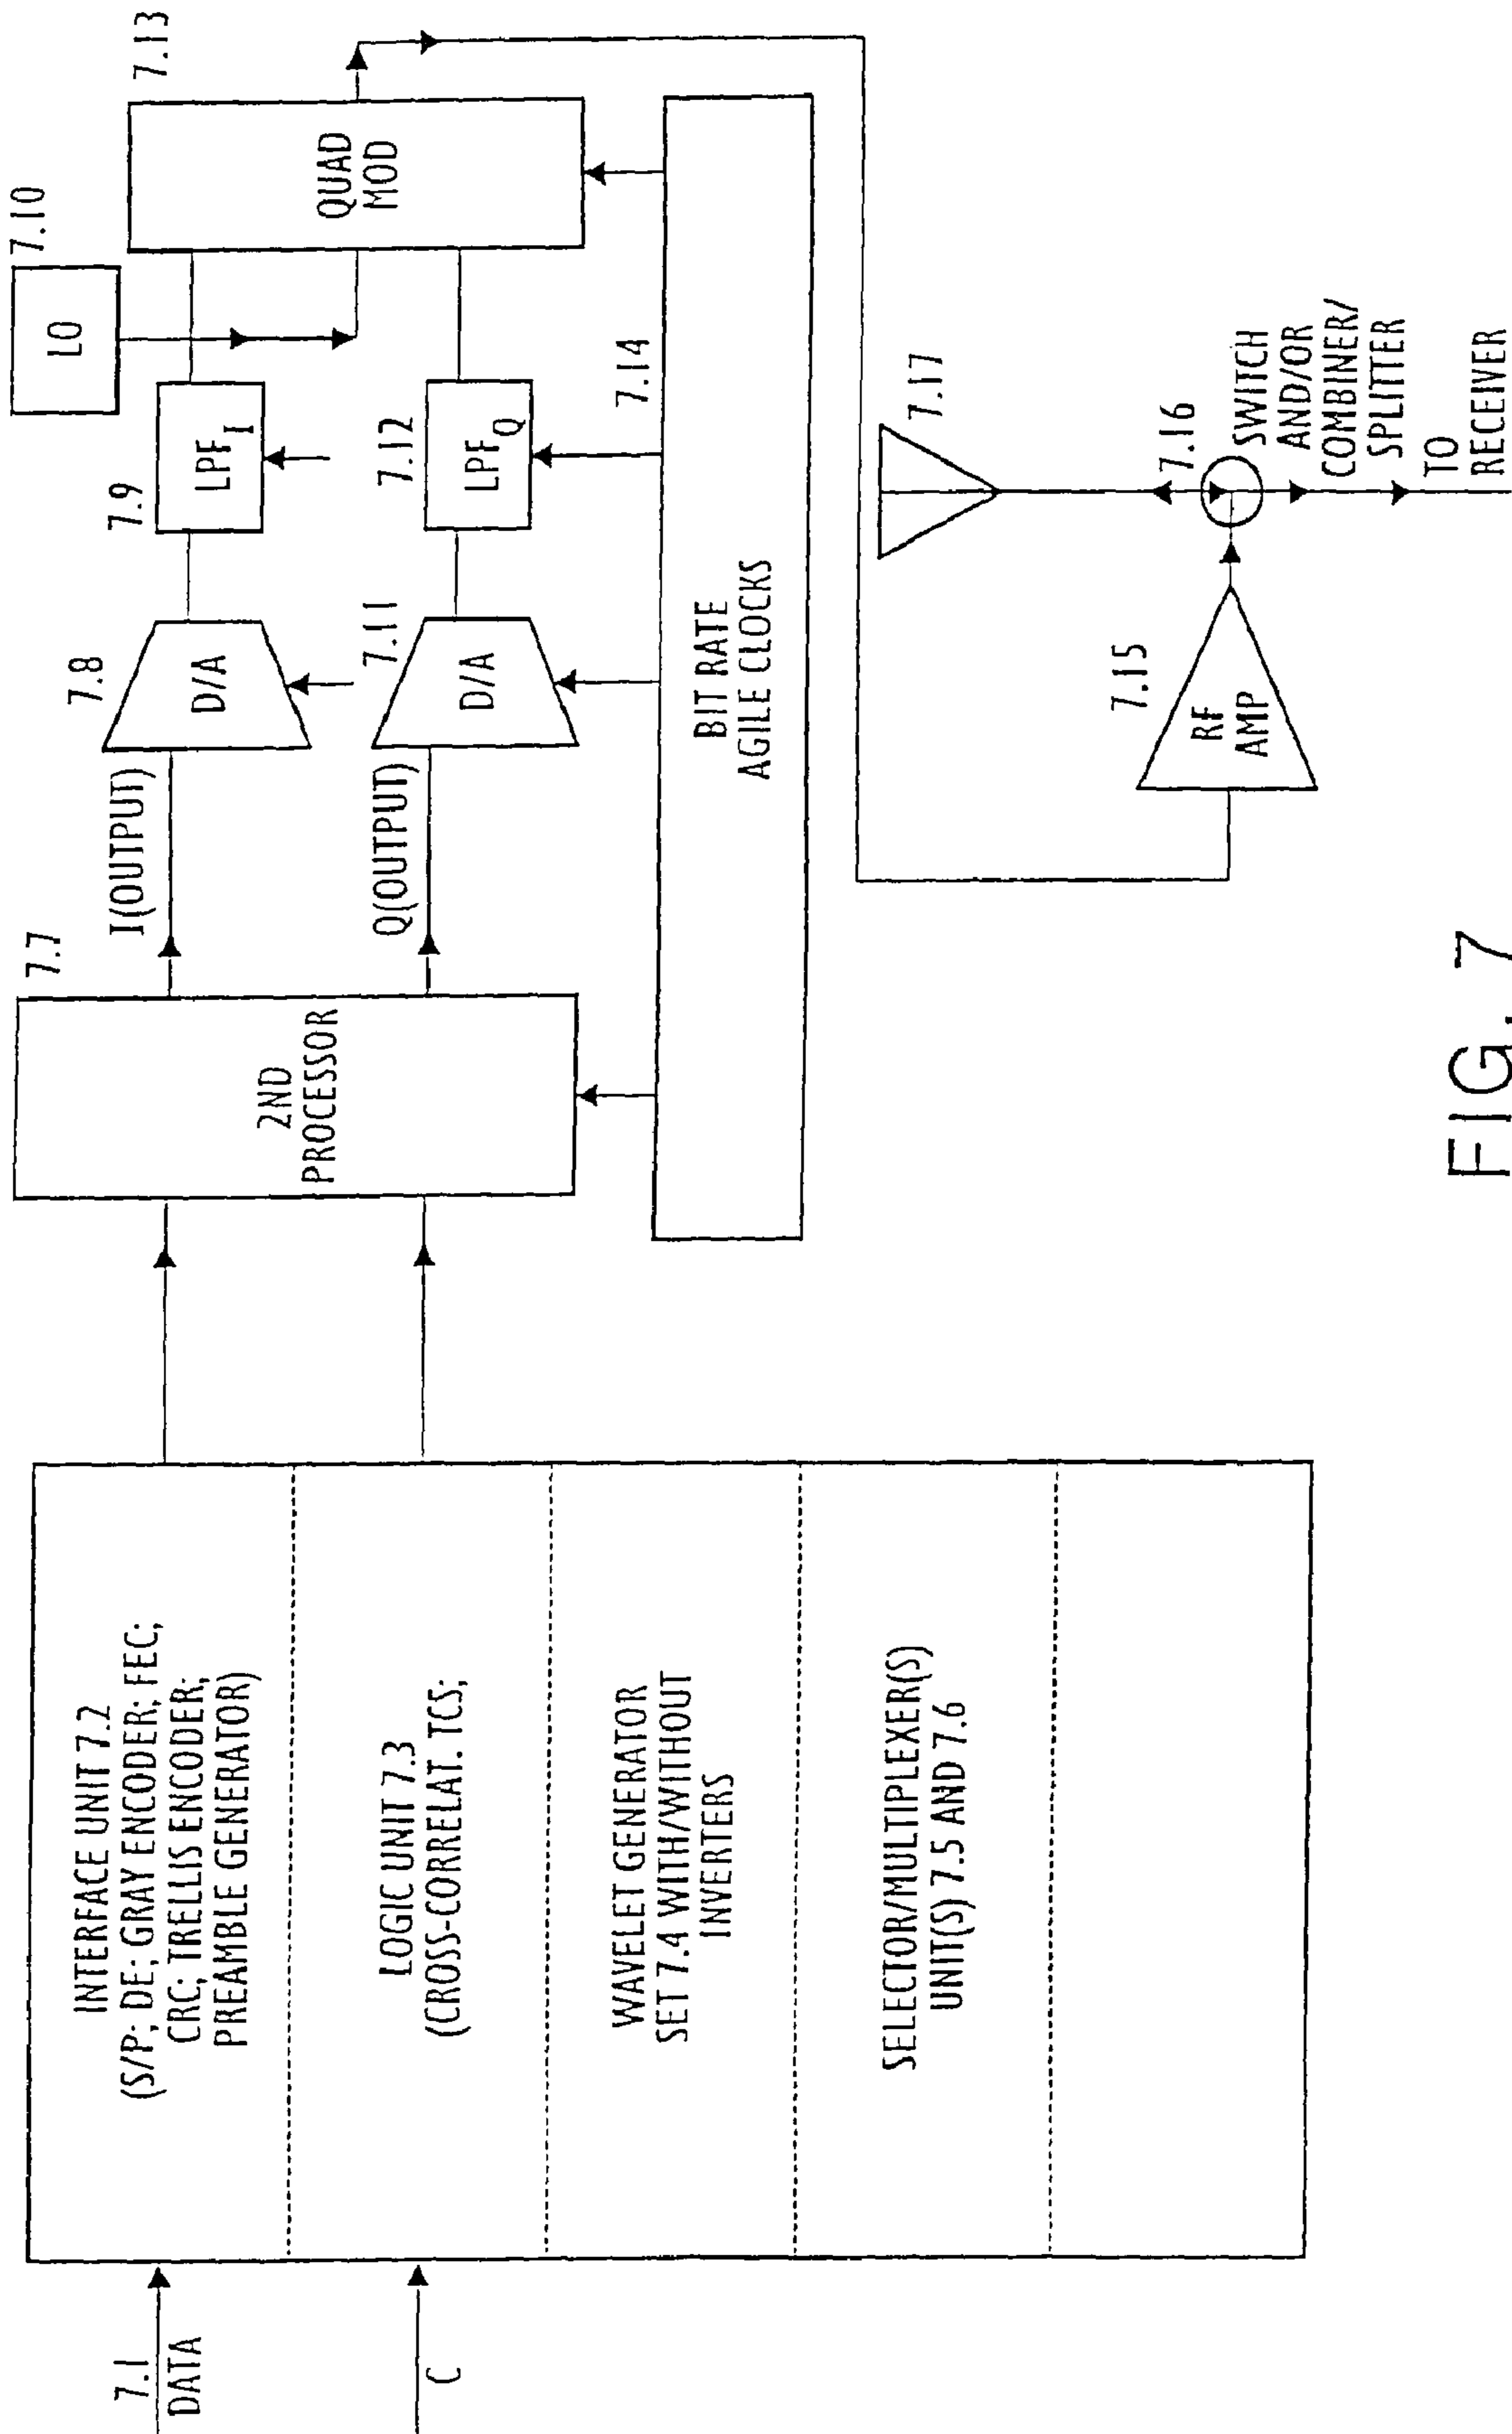 7.1
DATA
C
INTERFACE UNIT 7.2
(S/P; DE; GRAY ENCODER; FEC;
CRC; TRELLIS ENCODER;
PREAMBLE GENERATOR)
LOGIC UNIT 7.3
(CROSS-CORRELAT. TCS;
WAVELET GENERATOR
SET 7.4 WITH/WITHOUT
INVERTERS
SELECTOR/MULTIPLEXER(S)
UNIT(S) 7.5 AND 7.6
7.7
2ND
PROCESSOR
I(OUTPUT)
Q(OUTPUT)
7.8
D/A
7.11
D/A
7.9
LPF I
7.12
LPF Q
7.10
LO
7.13
QUAD
MOD
7.14
BIT RATE
AGILE CLOCKS
7.15
RF
AMP
7.17
7.16
SWITCH
AND/OR
COMBINER/
SPLITTER
TO
RECEIVER
FIG. 7